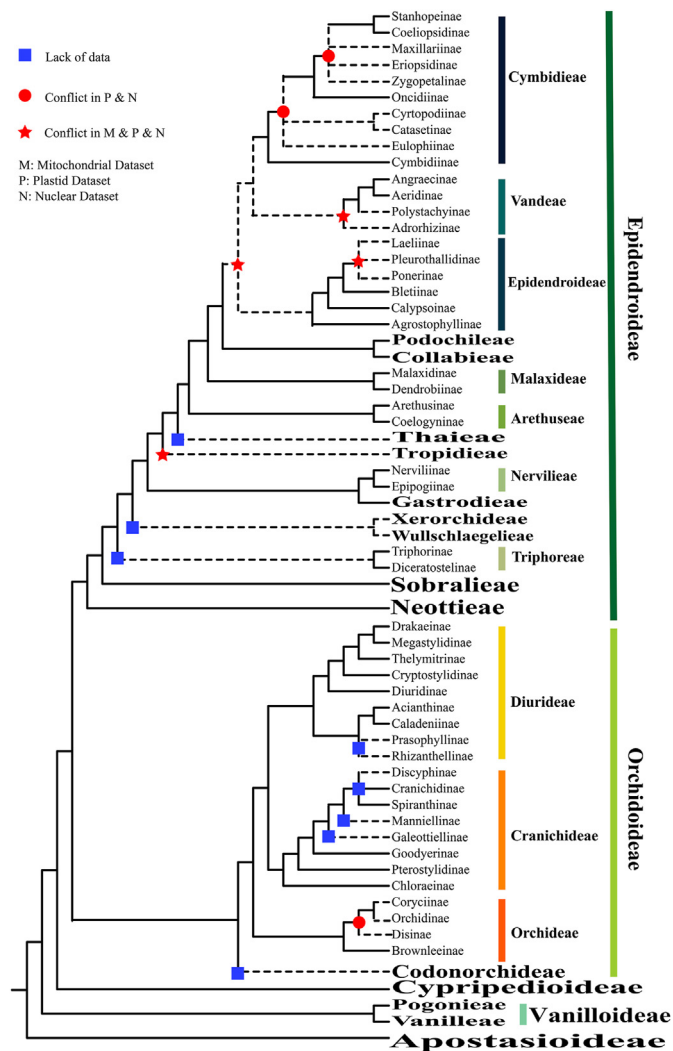 Lack of data
Conflict in P & N
Conflict in M & P & N
M: Mitochondrial Dataset
P: Plastid Dataset
N: Nuclear Dataset
Stanhopeinae
Coeliopsidinae
Maxillariinae
Eriopsidinae
Zygopetalinae
Oncidiinae
Cyrtopodiinae
Catasetinae
Eulophiinae
Cymbidiinae
Cymbidieae
Angraecinae
Aeridinae
Polystachyinae
Adrorhizinae
Vandeae
Laeliinae
Pleurothallidinae
Ponerinae
Bletiinae
Calypsoinae
Agrostophyllinae
Epidendroideae
Podochileae
Collabieae
Malaxidinae
Dendrobiinae
Malaxideae
Arethusinae
Coelogyninae
Arethuseae
Thaieae
Tropidieae
Nerviliinae
Epipogiinae
Nervilieae
Gastrodieae
Xerorchideae
Wullschlaegelieae
Triphorinae
Diceratostelinae
Triphoreae
Sobralieae
Neottieae
Epidendroideae
Drakaeinae
Megastylidinae
Thelymitrinae
Cryptostylidinae
Diuridinae
Acianthinae
Caladeniinae
Prasophyllinae
Rhizanthellinae
Diurideae
Discyphinae
Cranichidinae
Spiranthinae
Manniellinae
Galeottiellinae
Goodyerinae
Pterostylidinae
Chloraeinae
Cranichideae
Coryciinae
Orchidinae
Disinae
Brownleeinae
Orchideae
Codonorchideae
Orchidoideae
Cypripedioideae
Pogonieae
Vanilleae
Vanilloideae
Apostasioideae